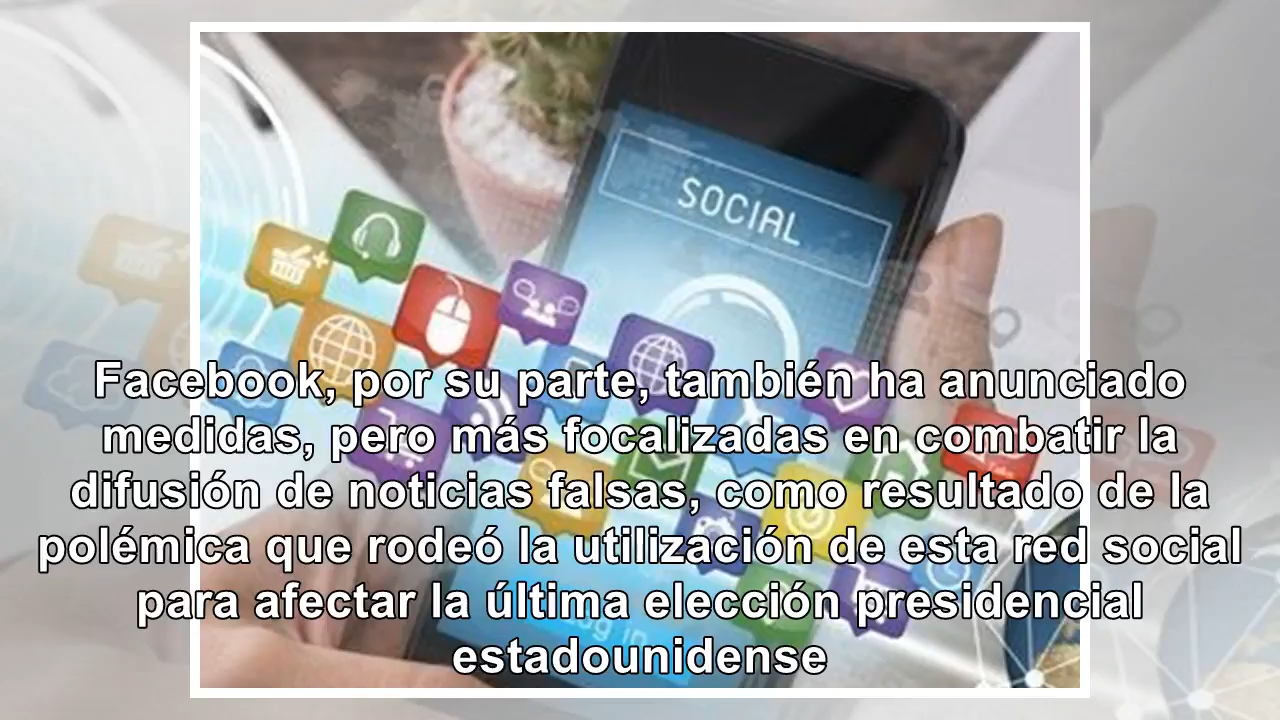 SOCIAL
Facebook, por su parte, también ha anunciado
medidas, pero más focalizadas en combatir la
difusión de noticias falsas, como resultado de la
polémica que rodeó la utilización de esta red social
para afectar la última elección presidencial
Log in
estadounidense